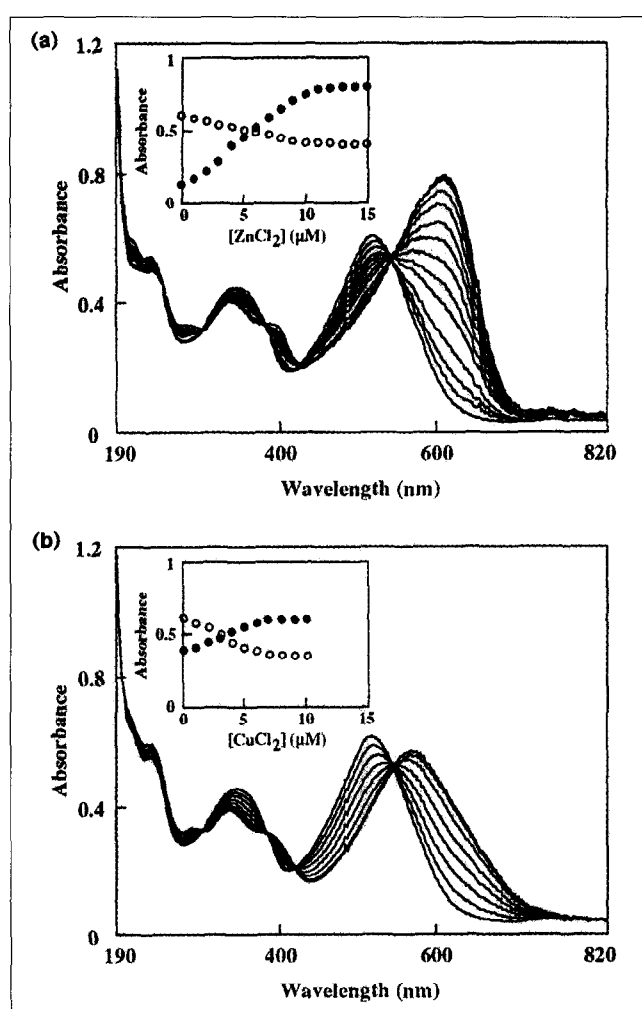 (a)
1.2
0.8
0.4
0
Absorbance
190 400 600 820
Wavelength (nm)
1
0.5
0
Absorbance
0 5 10 15
[ZnCl2] (μM)
(b)
1.2
0.8
0.4
0
Absorbance
190 400 600 820
Wavelength (nm)
1
0.5
0
Absorbance
0 5 10 15
[CuCl2] (μM)